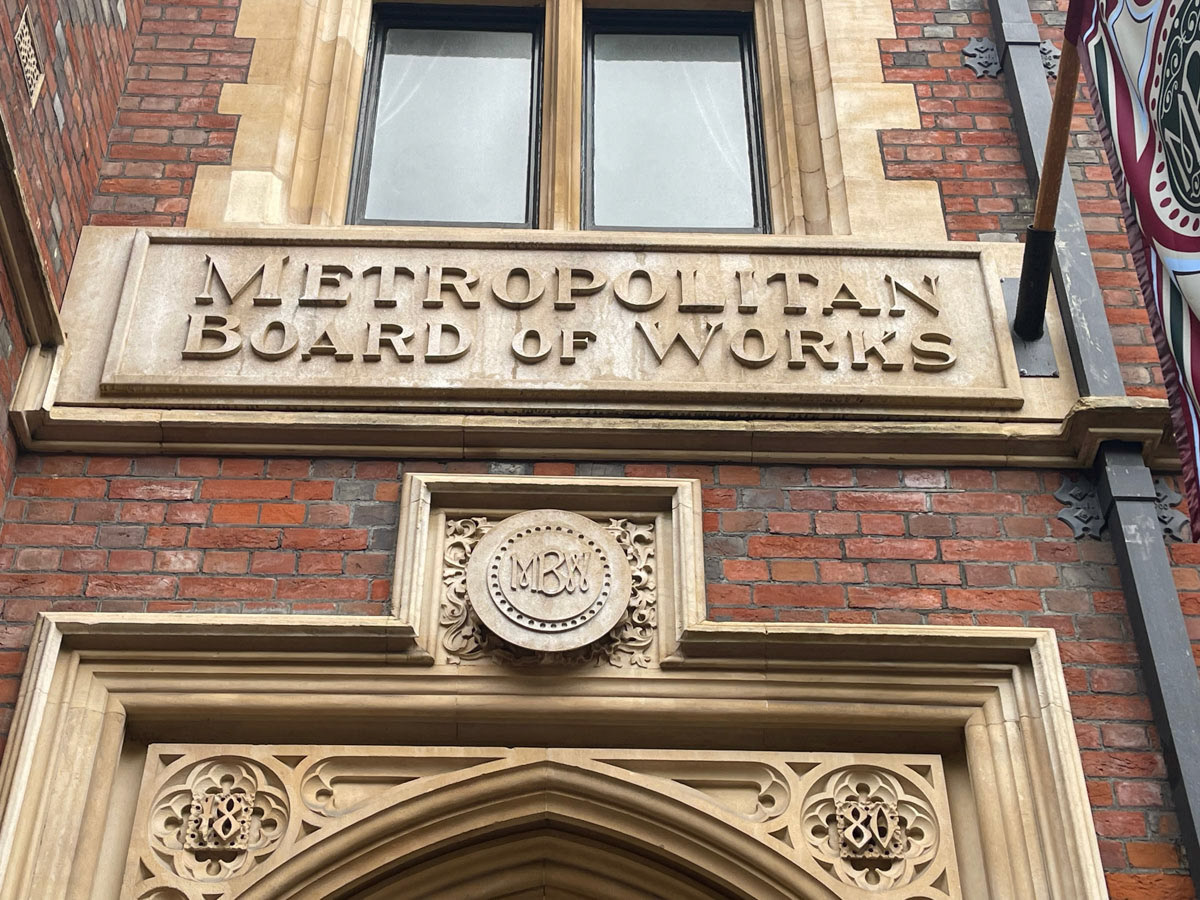 METROPOLITAN
BOARD OF WORKS
MBW
18 80